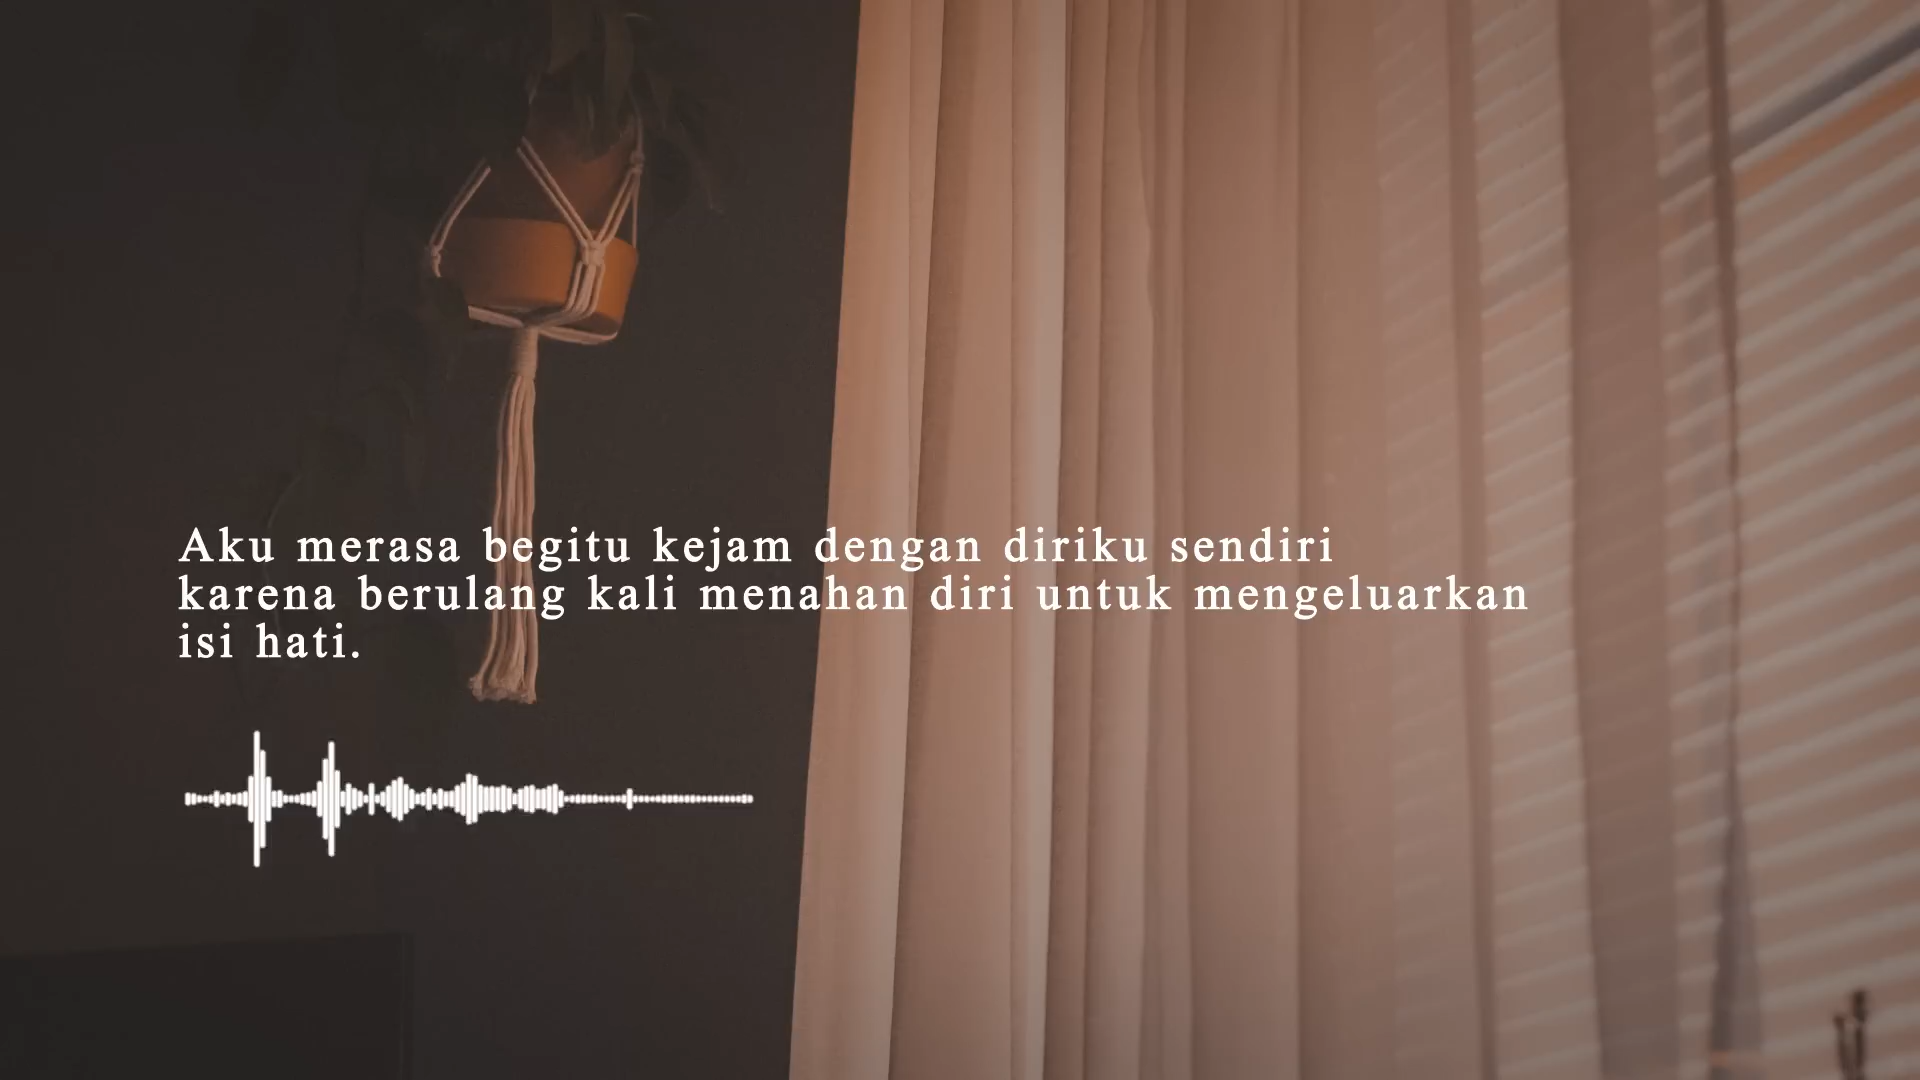 Aku merasa begitu kejam dengan diriku sendiri
karena berulang kali menahan diri untuk mengeluarkan
isi hati.